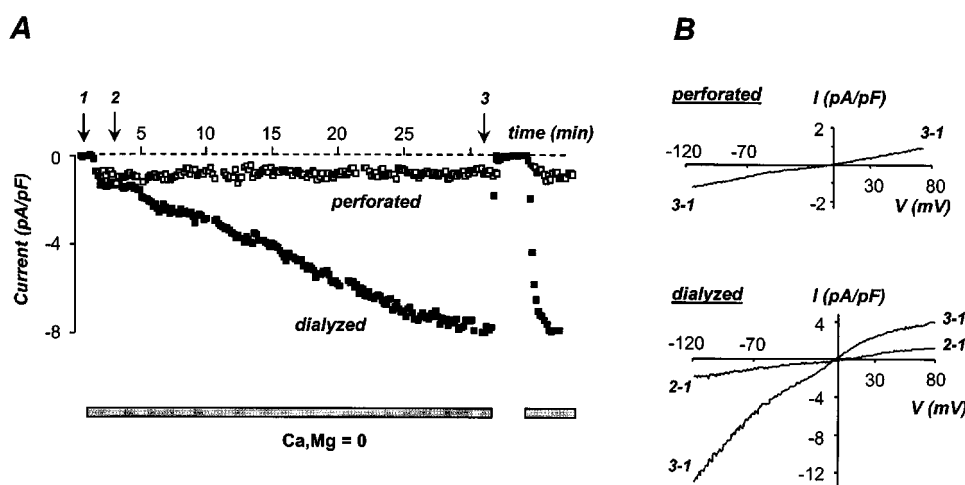 A
1 2 3
5 10 15 20 25 time (min)
0
-4
-8
Current (pA/pF)
perforated
dialyzed
Ca,Mg = 0
B
perforated I (pA/pF)
2
3-1
-120 -70
30 80
3-1
-2
V (mV)
dialyzed I (pA/pF)
4
3-1
2-1
-120 -70
30 80
2-1
-4
V (mV)
-8
3-1
-12